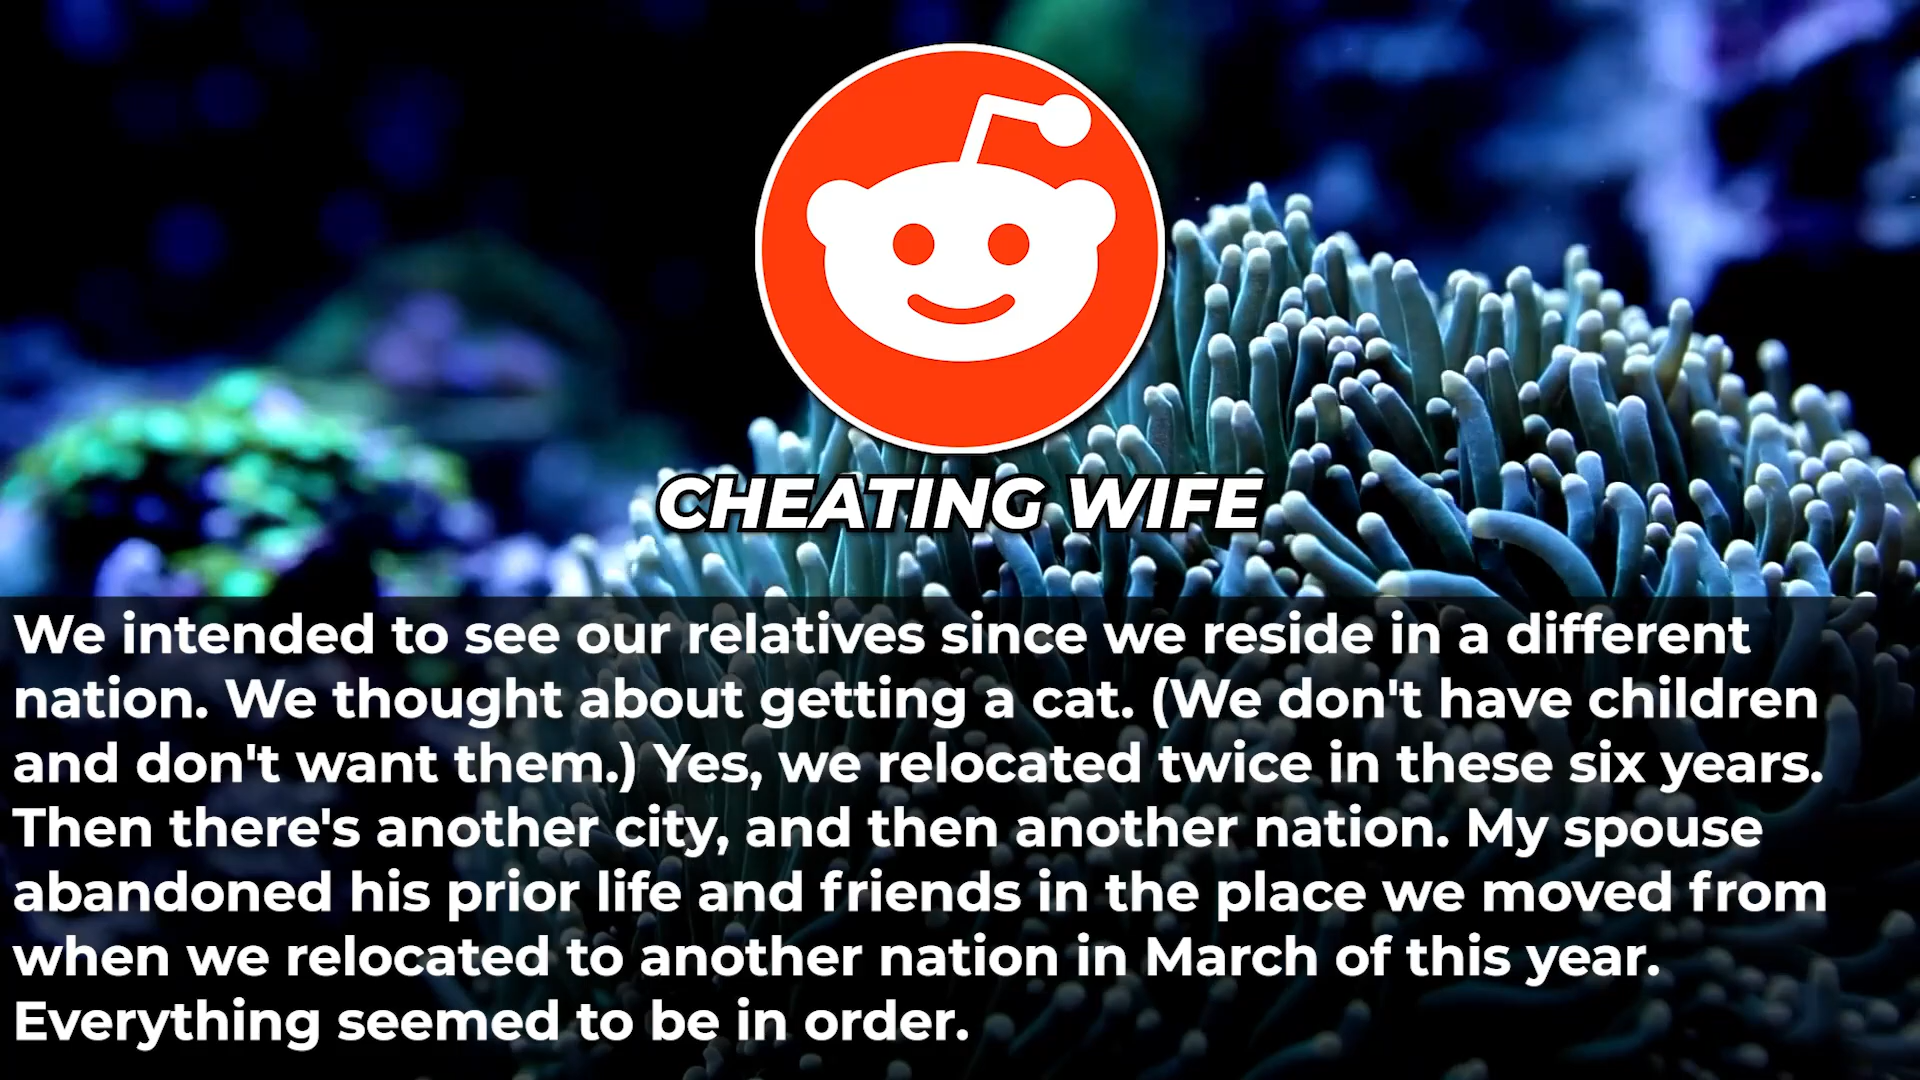 CHEATING WIFE
We intended to see our relatives since we reside in a different
nation. We thought about getting a cat. (We don't have children
and don't want them.) Yes, we relocated twice in these six years.
Then there's another city, and then another nation. My spouse
abandoned his prior life and friends in the place we moved from
when we relocated to another nation in March of this year.
Everything seemed to be in order.